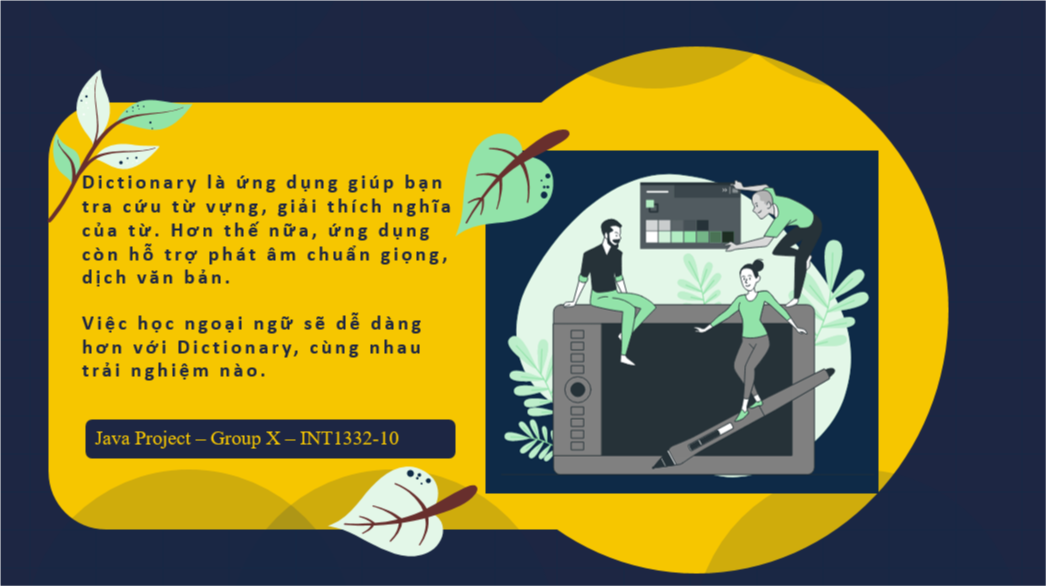 Dictionary là ứng dụng giúp bạn
tra cứu từ vựng, giải thích nghĩa
của từ. Hơn thế nữa, ứng dụng
còn hỗ trợ phát âm chuẩn giọng,
dịch văn bản.
Việc học ngoại ngữ sẽ dễ dàng
hơn với Dictionary, cùng nhau
trải nghiệm nào.
Java Project – Group X – INT1332-10